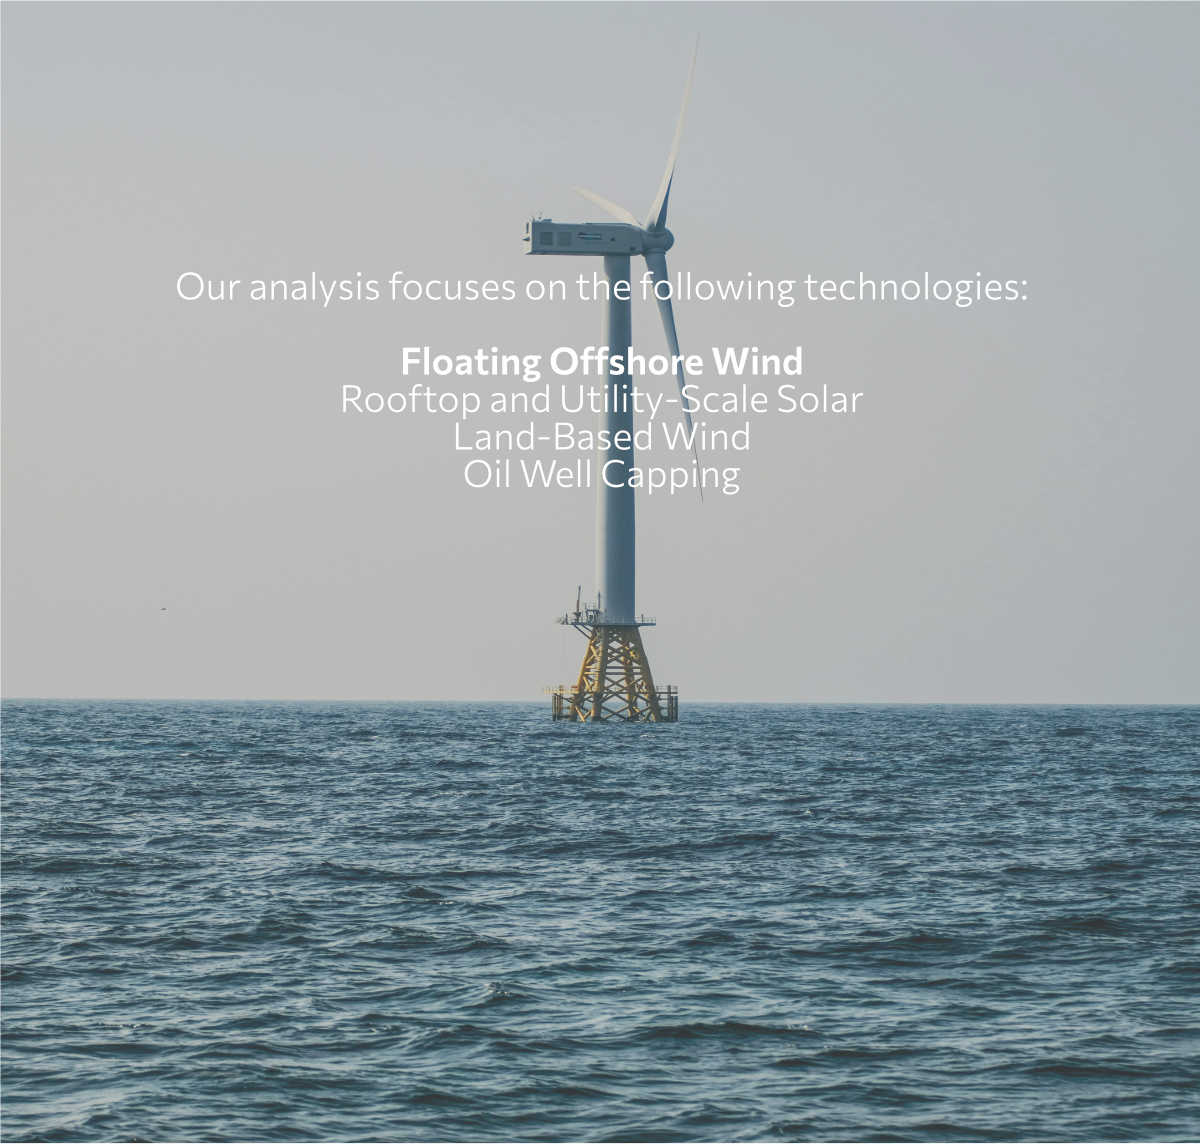 Our analysis focuses on the following technologies:
Floating Offshore Wind
Rooftop and Utility-Scale Solar
Land-Based Wind
Oil Well Capping